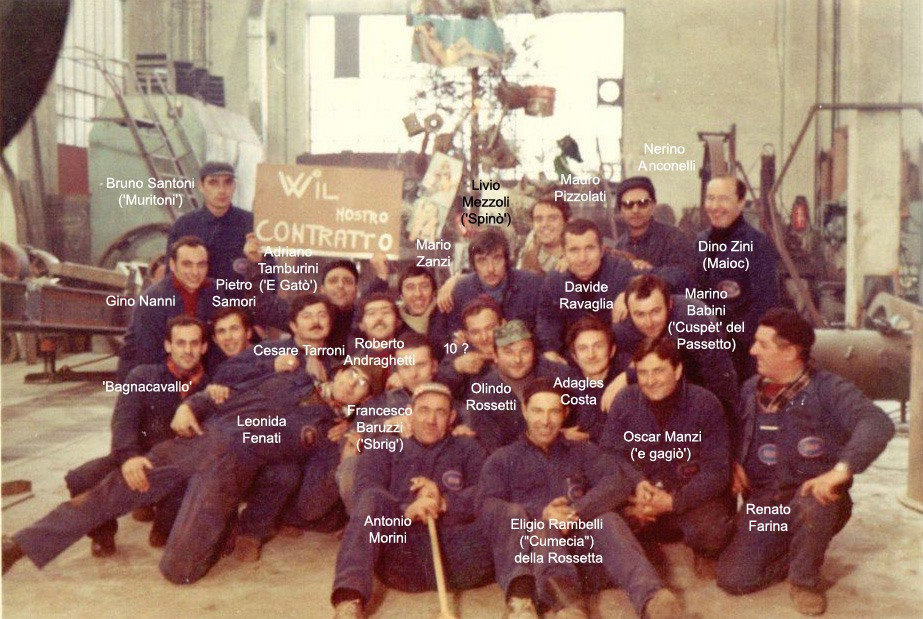 Nerino
Anconelli
Bruno Santoni
('Muritoni')
W il
NOSTRO
CONTRATTO
Livio
Mezzoli
('Spinò')
Mauro
Pizzolati
Adriano
Tamburini
('E Gatò')
Mario
Zanzi
Dino Zini
(Maioc)
Gino Nanni
Pietro
Samori
Davide
Ravaglia
Marino
Babini
('Cuspèt' del
Passetto)
Cesare Tarroni
Roberto
Andraghetti
10 ?
'Bagnacavallo'
Olindo
Rossetti
Adagles
Costa
Leonida
Fenati
Francesco
Baruzzi
('Sbrig')
Oscar Manzi
('e gagiò')
Antonio
Morini
Eligio Rambelli
("Cumecia")
della Rossetta
Renato
Farina